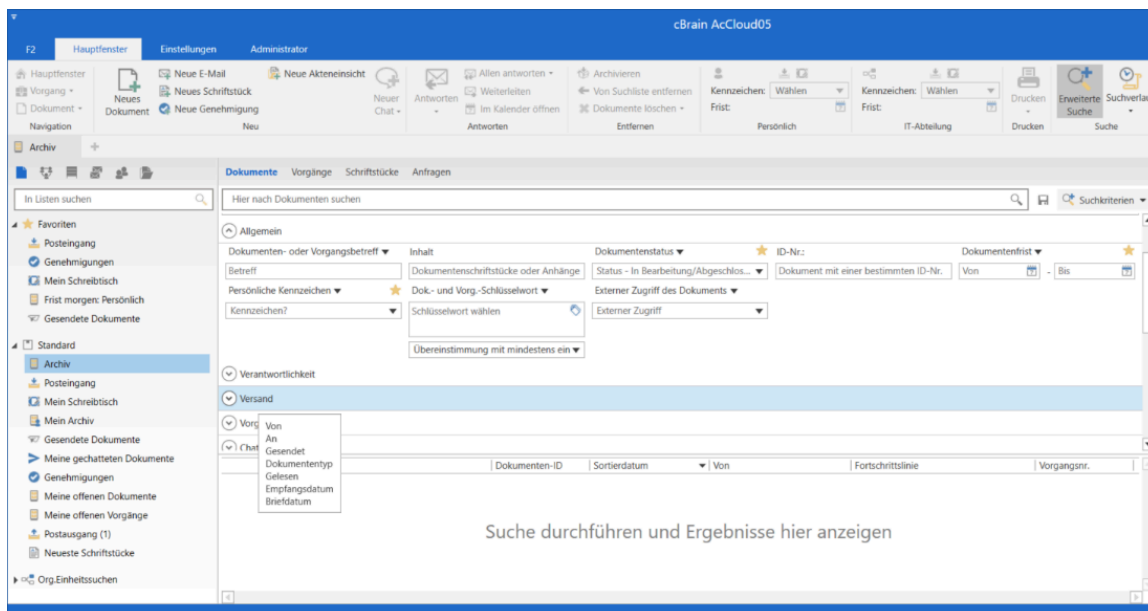 cBrain AcCloud05
F2 Hauptfenster Einstellungen Administrator
Hauptfenster Neue E-Mail Neue Akteneinsicht Allen antworten Archivieren
Vorgang Neues Schriftstück Weiterleiten Von Suchliste entfernen Kennzeichen: Wählen Kennzeichen: Wählen
Dokument Neues Dokument Neue Genehmigung Neuer Chat Antworten Im Kalender öffnen Dokumente löschen Frist: Frist: Drucken Erweiterte Suche
Navigation Neu Antworten Entfernen Persönlich IT-Abteilung Drucken Suche
Archiv +
Dokumente Vorgänge Schriftstücke Anfragen
In Listen suchen Hier nach Dokumenten suchen Suchkriterien
Favoriten
Posteingang
Genehmigungen
Mein Schreibtisch
Frist morgen: Persönlich
Gesendete Dokumente
Standard
Archiv
Posteingang
Mein Schreibtisch
Mein Archiv
Gesendete Dokumente
Meine gechatteten Dokumente
Genehmigungen
Meine offenen Dokumente
Meine offenen Vorgänge
Postausgang (1)
Neueste Schriftstücke
Org.Einheitssuchen
Allgemein
Dokumenten- oder Vorgangsbetreff Inhalt Dokumentenstatus ID-Nr.: Dokumentenfrist
Betreff Dokumentenschriftstücke oder Anhänge Status - In Bearbeitung/Abgeschlos... Dokument mit einer bestimmten ID-Nr. Von - Bis
Persönliche Kennzeichen Dok.- und Vorg.-Schlüsselwort Externer Zugriff des Dokuments
Kennzeichen? Schlüsselwort wählen Externer Zugriff
Übereinstimmung mit mindestens ein
Verantwortlichkeit
Versand
Von
An
Gesendet
Dokumententyp
Gelesen
Empfangsdatum
Briefdatum
Dokumenten-ID Sortierdatum Von Fortschrittslinie Vorgangsnr.
Suche durchführen und Ergebnisse hier anzeigen